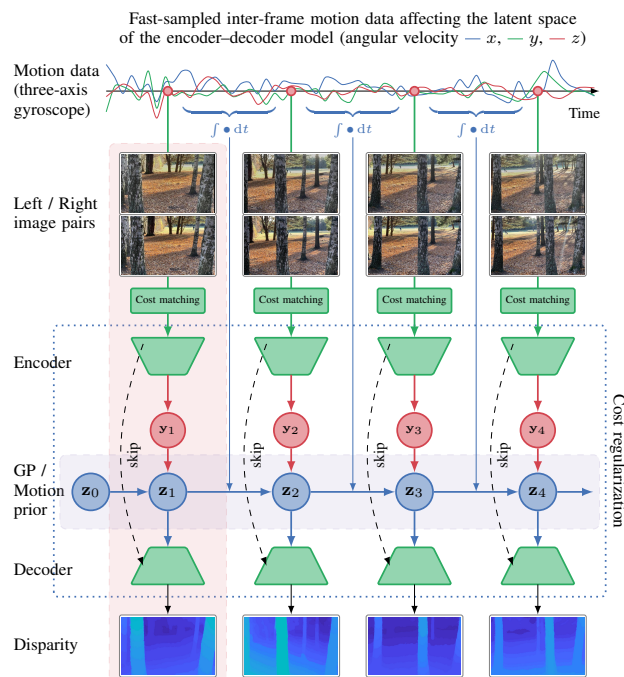 Fast-sampled inter-frame motion data affecting the latent space
of the encoder–decoder model (angular velocity — x, — y, — z)
Motion data
(three-axis
gyroscope)
Time
∫ • dt ∫ • dt ∫ • dt
Left / Right
image pairs
Cost matching Cost matching Cost matching Cost matching
Encoder
y₁ y₂ y₃ y₄
skip skip skip skip
Cost regularization
GP /
Motion
prior
z₀ z₁ z₂ z₃ z₄
Decoder
Disparity